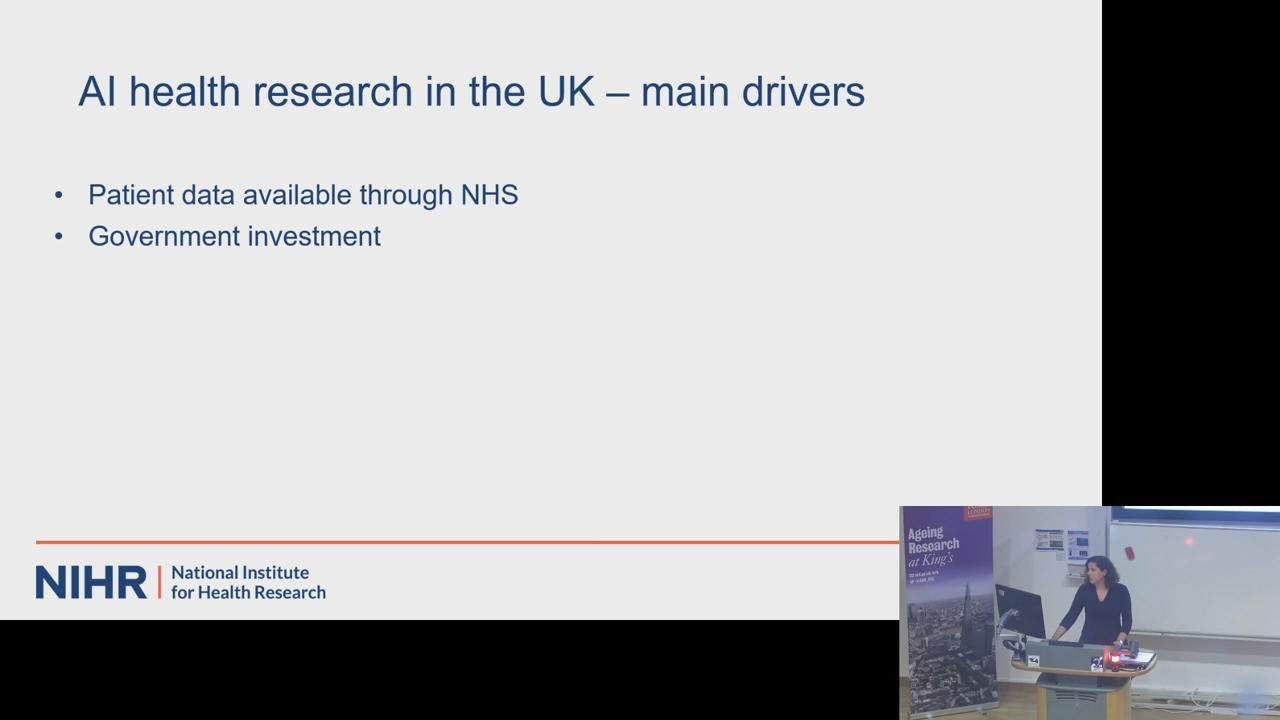 AI health research in the UK – main drivers
• Patient data available through NHS
• Government investment
NIHR
National Institute
for Health Research
LONDON
Ageing
Research
at King's